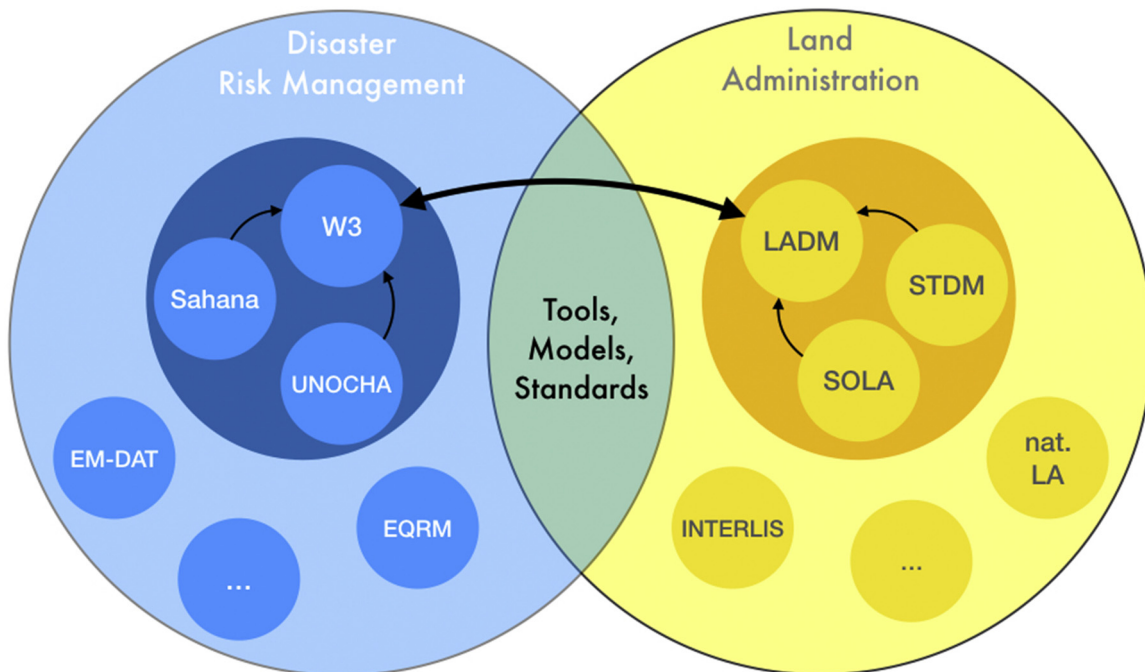 Disaster
Risk Management
Land
Administration
W3
LADM
Sahana
STDM
Tools,
Models,
Standards
UNOCHA
SOLA
EM-DAT
nat.
LA
EQRM
INTERLIS
...
...